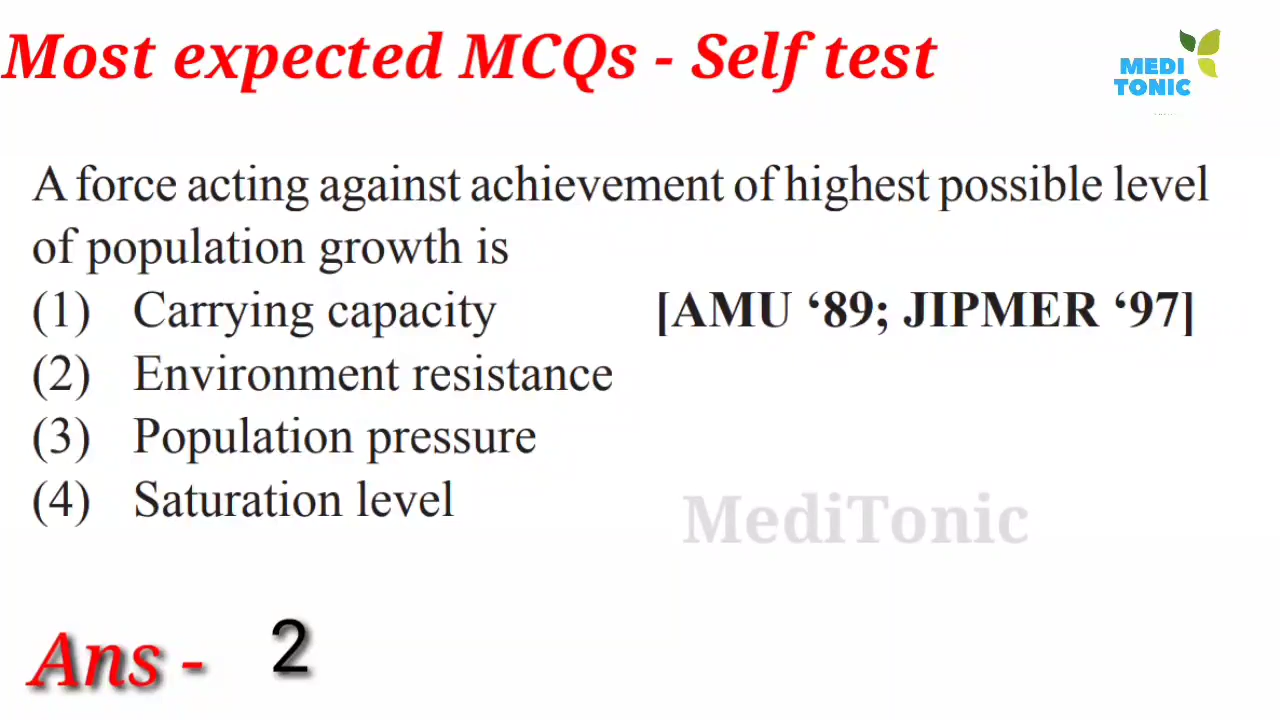 Most expected MCQs - Self test
MEDI
TONIC
A force acting against achievement of highest possible level
of population growth is
(1) Carrying capacity [AMU ‘89; JIPMER ‘97]
(2) Environment resistance
(3) Population pressure
(4) Saturation level
MediTonic
Ans - 2